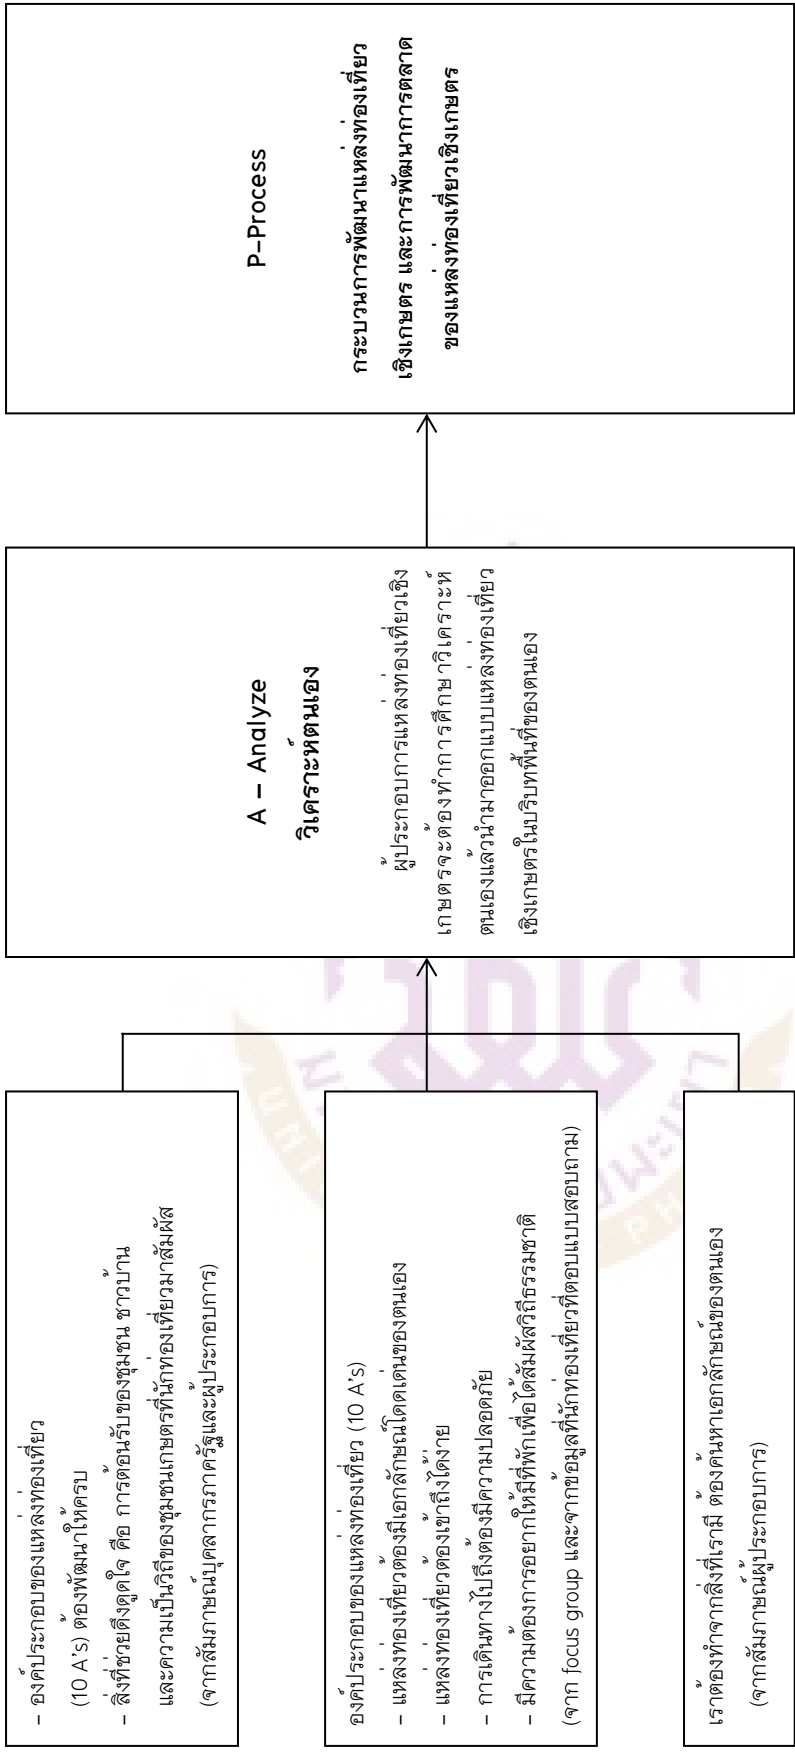 – องค์ประกอบของแหล่งท่องเที่ยว
(10 A's) ต้องพัฒนาให้ครบ
– สิ่งที่ช่วยดึงดูดใจ คือ การต้อนรับของชุมชน ชาวบ้าน
และความเป็นวิถีของชุมชนเกษตรที่นักท่องเที่ยวมาสัมผัส
(จากสัมภาษณ์บุคลากรภาครัฐและผู้ประกอบการ)
องค์ประกอบของแหล่งท่องเที่ยว (10 A's)
– แหล่งท่องเที่ยวต้องมีเอกลักษณ์โดดเด่นของตนเอง
– แหล่งท่องเที่ยวต้องเข้าถึงได้ง่าย
– การเดินทางไปถึงต้องมีความปลอดภัย
– มีความต้องการอยากให้มีที่พักเพื่อได้สัมผัสวิถีธรรมชาติ
(จาก focus group และจากข้อมูลที่นักท่องเที่ยวที่ตอบแบบสอบถาม)
เราต้องทำจากสิ่งที่เรามี ต้องค้นหาเอกลักษณ์ของตนเอง
(จากสัมภาษณ์ผู้ประกอบการ)
A – Analyze
วิเคราะห์ตนเอง
ผู้ประกอบการแหล่งท่องเที่ยวเชิง
เกษตรจะต้องทำการศึกษาวิเคราะห์
ตนเองแล้วนำมาออกแบบแหล่งท่องเที่ยว
เชิงเกษตรในบริบทพื้นที่ของตนเอง
P–Process
กระบวนการพัฒนาแหล่งท่องเที่ยว
เชิงเกษตร และการพัฒนาการตลาด
ของแหล่งท่องเที่ยวเชิงเกษตร